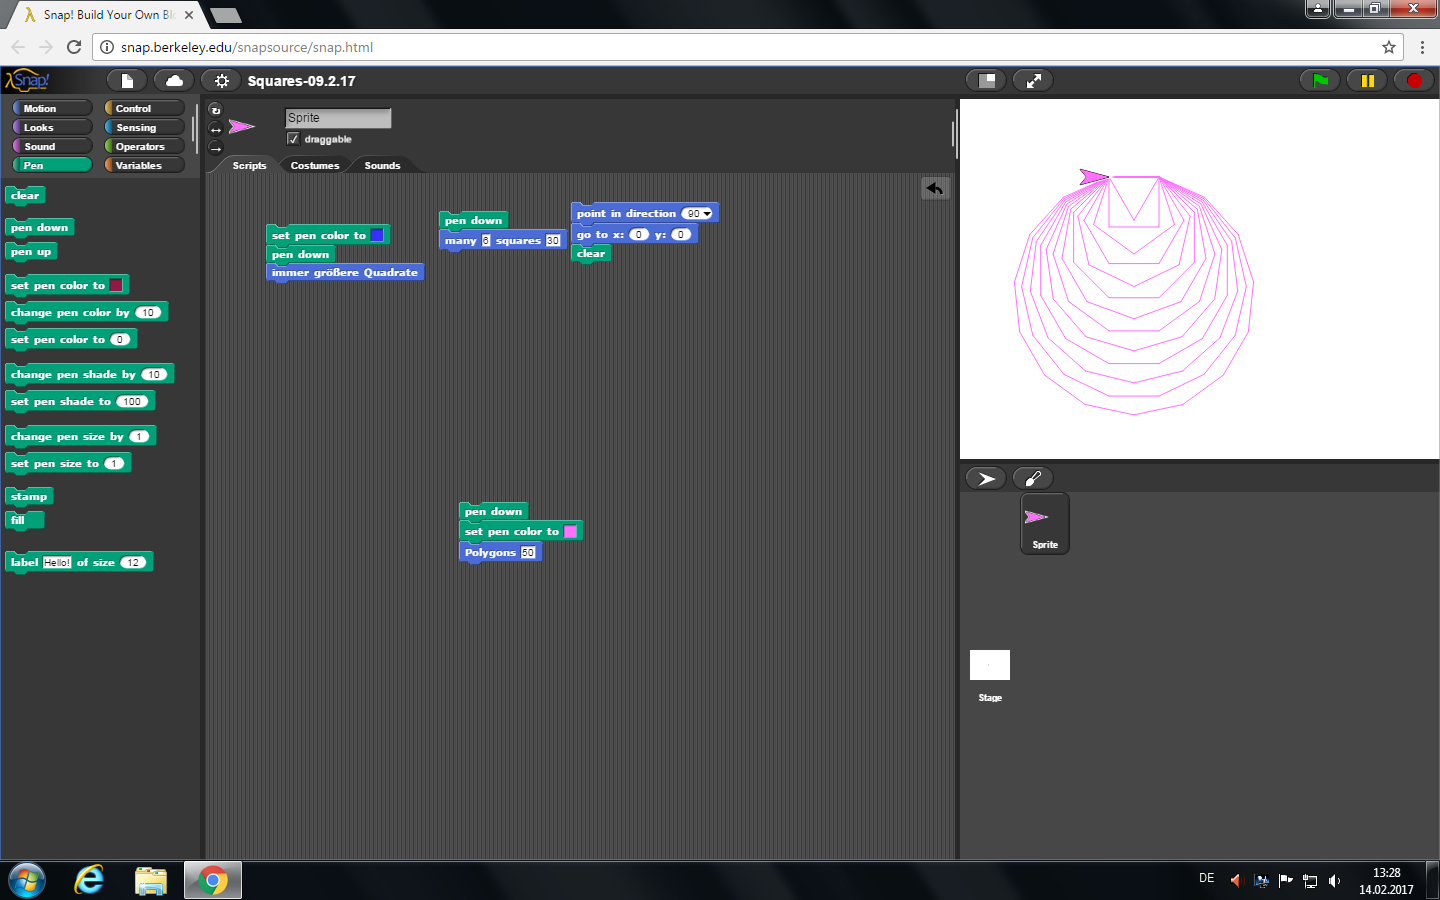 Snap! Build Your Own Bl
snap.berkeley.edu/snapsource/snap.html
Snap!
Squares-09.2.17
Motion
Control
Looks
Sensing
Sound
Operators
Pen
Variables
Sprite
draggable
Scripts
Costumes
Sounds
clear
pen down
pen up
set pen color to
change pen color by 10
set pen color to 0
change pen shade by 10
set pen shade to 100
change pen size by 1
set pen size to 1
stamp
fill
label Hello! of size 12
set pen color to
pen down
immer größere Quadrate
pen down
many 6 squares 30
point in direction 90
go to x: 0 y: 0
clear
pen down
set pen color to
Polygons 50
Sprite
Stage
DE
13:28
14.02.2017